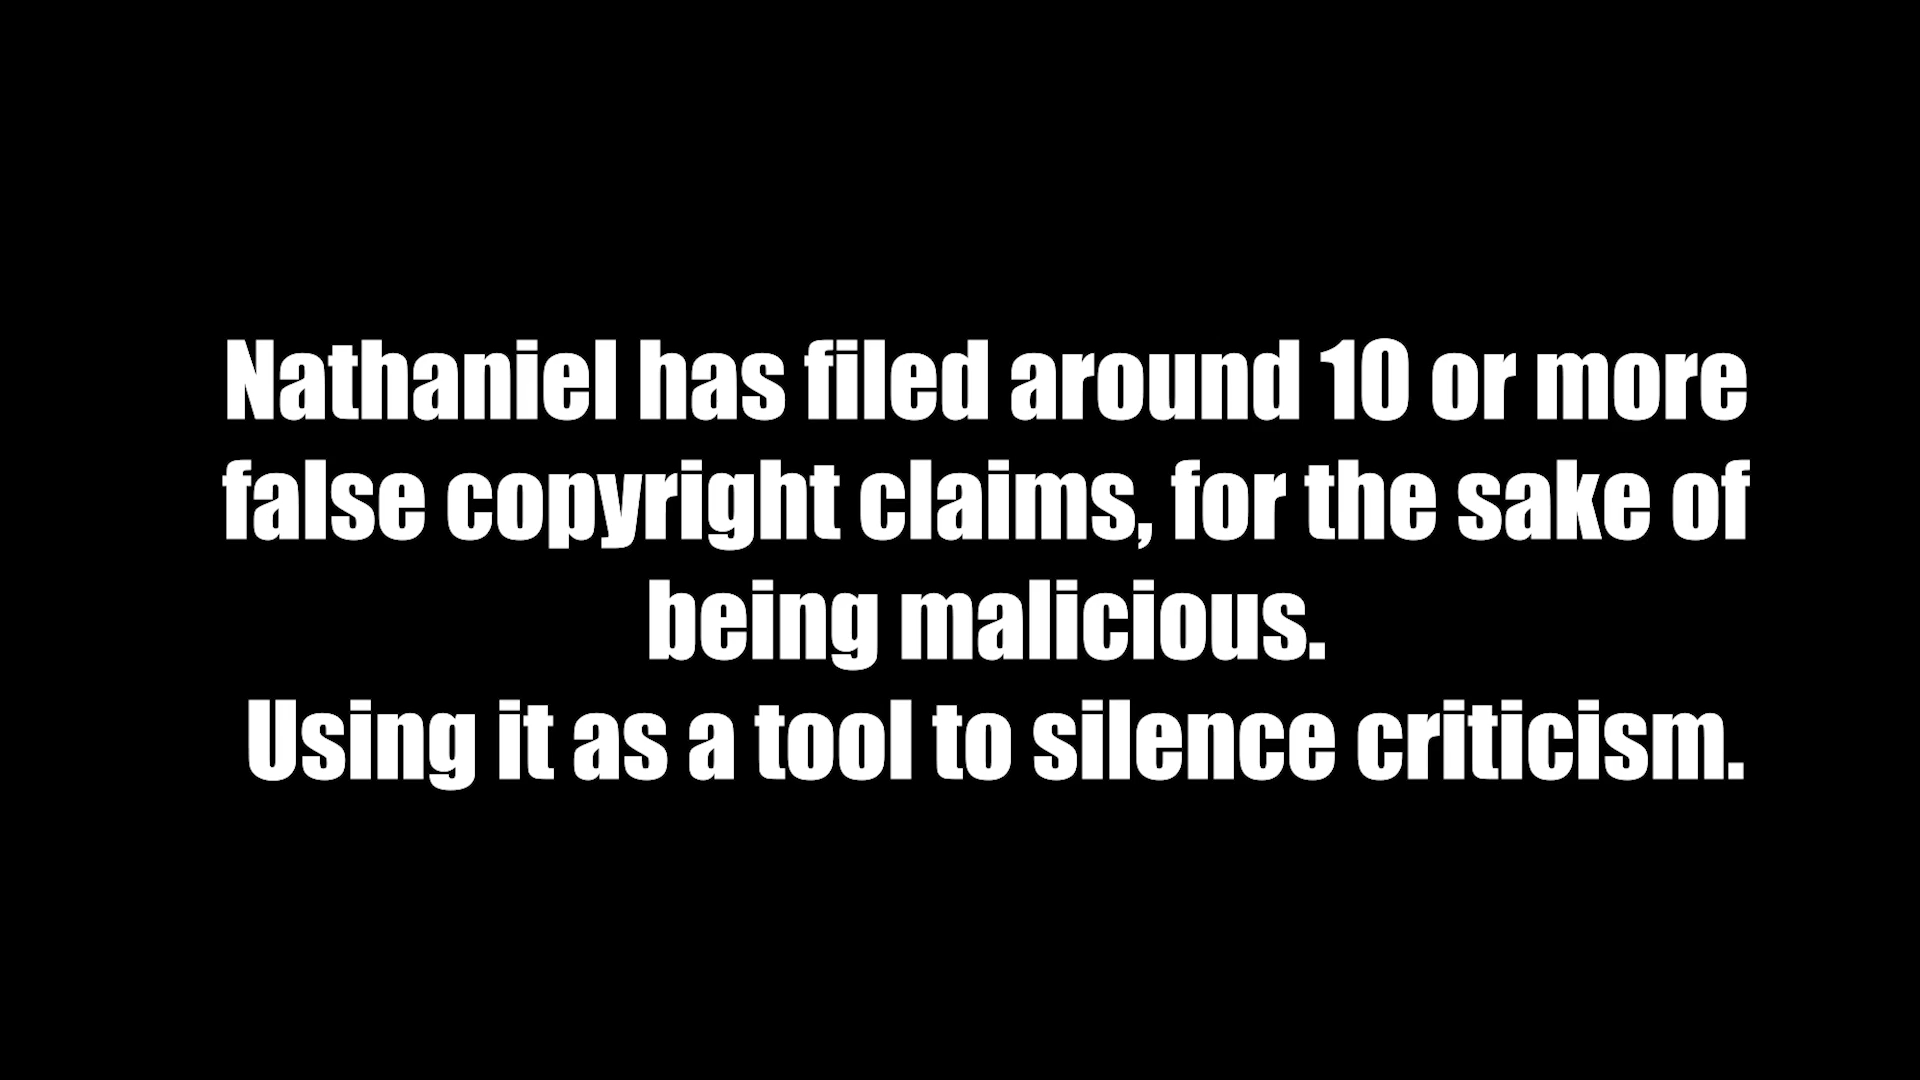 Nathaniel has filed around 10 or more
false copyright claims, for the sake of
being malicious.
Using it as a tool to silence criticism.